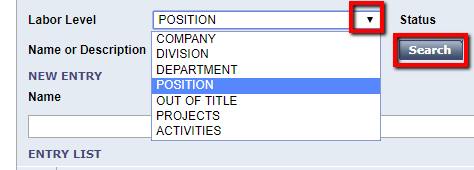 Labor Level POSITION ▼ Status
Name or Description Search
COMPANY
DIVISION
DEPARTMENT
POSITION
OUT OF TITLE
PROJECTS
ACTIVITIES
NEW ENTRY
Name
ENTRY LIST